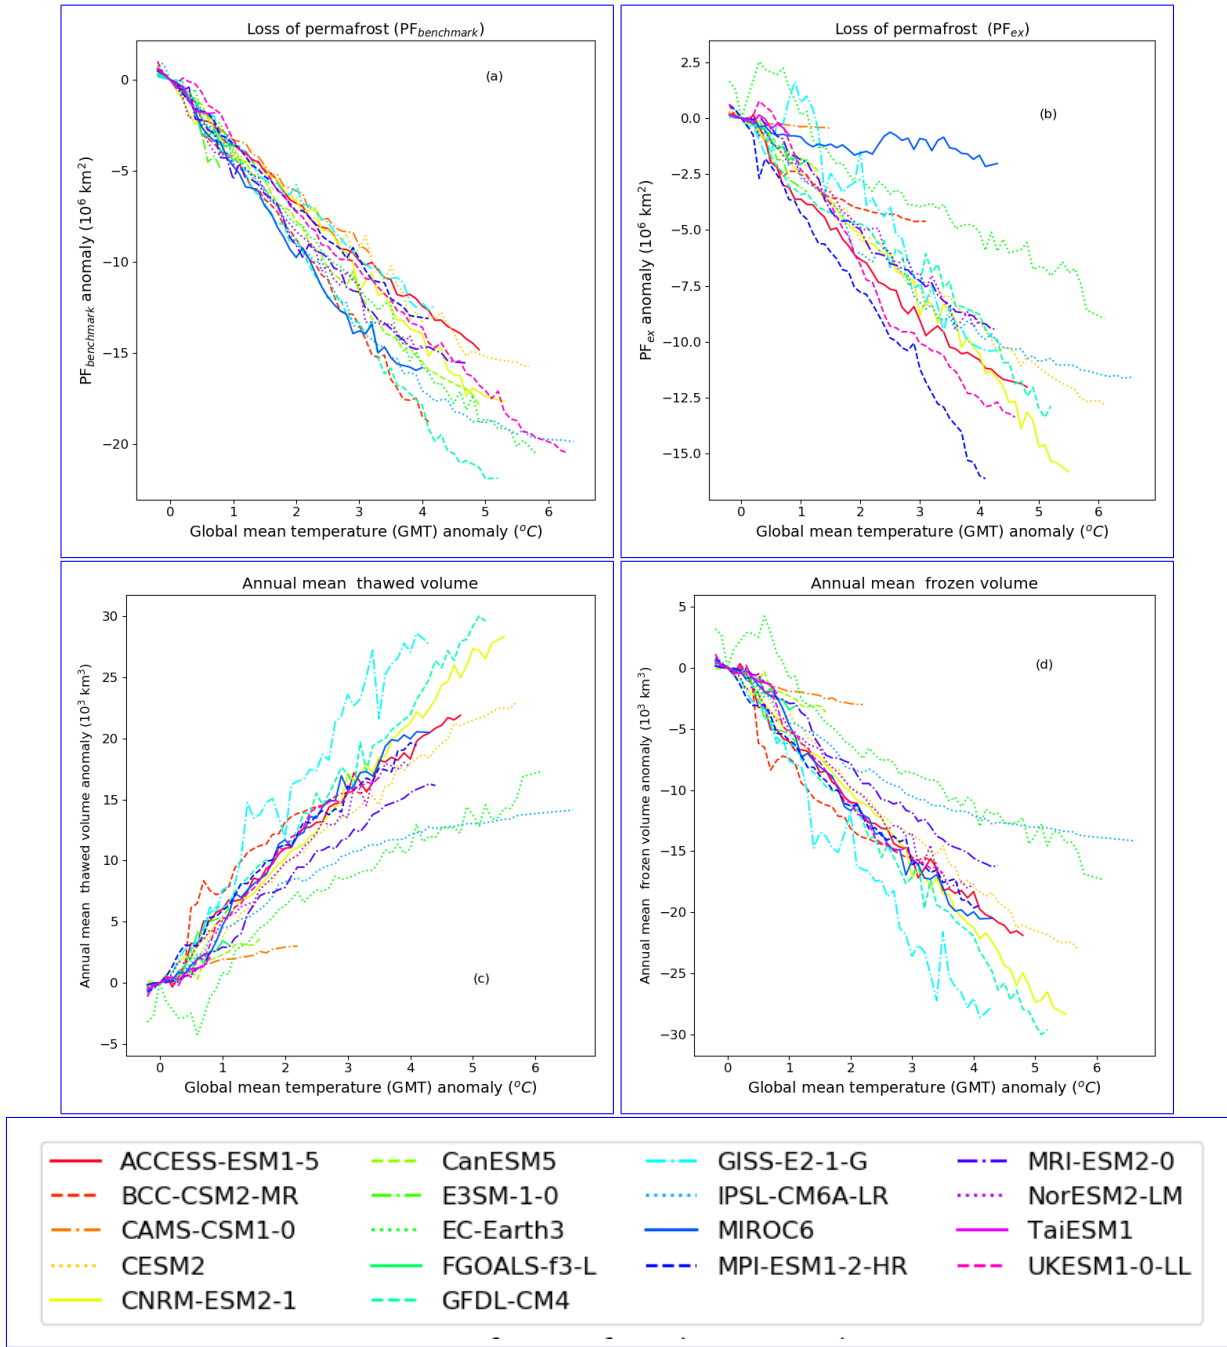 Loss of permafrost (PFbenchmark)
(a)
PFbenchmark anomaly (10⁶ km²)
0
−5
−10
−15
−20
0 1 2 3 4 5 6
Global mean temperature (GMT) anomaly (°C)
Loss of permafrost (PFex)
(b)
PFex anomaly (10⁶ km²)
2.5
0.0
−2.5
−5.0
−7.5
−10.0
−12.5
−15.0
0 1 2 3 4 5 6
Global mean temperature (GMT) anomaly (°C)
Annual mean thawed volume
(c)
Annual mean thawed volume anomaly (10³ km³)
30
25
20
15
10
5
0
−5
0 1 2 3 4 5 6
Global mean temperature (GMT) anomaly (°C)
Annual mean frozen volume
(d)
Annual mean frozen volume anomaly (10³ km³)
5
0
−5
−10
−15
−20
−25
−30
0 1 2 3 4 5 6
Global mean temperature (GMT) anomaly (°C)
ACCESS-ESM1-5
BCC-CSM2-MR
CAMS-CSM1-0
CESM2
CNRM-ESM2-1
CanESM5
E3SM-1-0
EC-Earth3
FGOALS-f3-L
GFDL-CM4
GISS-E2-1-G
IPSL-CM6A-LR
MIROC6
MPI-ESM1-2-HR
MRI-ESM2-0
NorESM2-LM
TaiESM1
UKESM1-0-LL